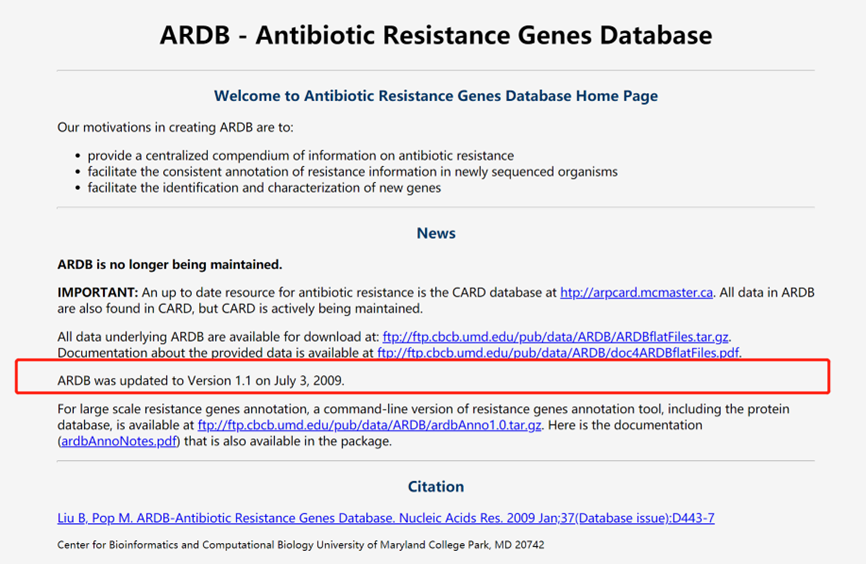 ARDB - Antibiotic Resistance Genes Database
Welcome to Antibiotic Resistance Genes Database Home Page
Our motivations in creating ARDB are to:
• provide a centralized compendium of information on antibiotic resistance
• facilitate the consistent annotation of resistance information in newly sequenced organisms
• facilitate the identification and characterization of new genes
News
ARDB is no longer being maintained.
IMPORTANT: An up to date resource for antibiotic resistance is the CARD database at htp://arpcard.mcmaster.ca. All data in ARDB
are also found in CARD, but CARD is actively being maintained.
All data underlying ARDB are available for download at: ftp://ftp.cbcb.umd.edu/pub/data/ARDB/ARDBflatFiles.tar.gz.
Documentation about the provided data is available at ftp://ftp.cbcb.umd.edu/pub/data/ARDB/doc4ARDBflatFiles.pdf.
ARDB was updated to Version 1.1 on July 3, 2009.
For large scale resistance genes annotation, a command-line version of resistance genes annotation tool, including the protein
database, is available at ftp://ftp.cbcb.umd.edu/pub/data/ARDB/ardbAnno1.0.tar.gz. Here is the documentation
(ardbAnnoNotes.pdf) that is also available in the package.
Citation
Liu B, Pop M. ARDB-Antibiotic Resistance Genes Database. Nucleic Acids Res. 2009 Jan;37(Database issue):D443-7
Center for Bioinformatics and Computational Biology University of Maryland College Park, MD 20742